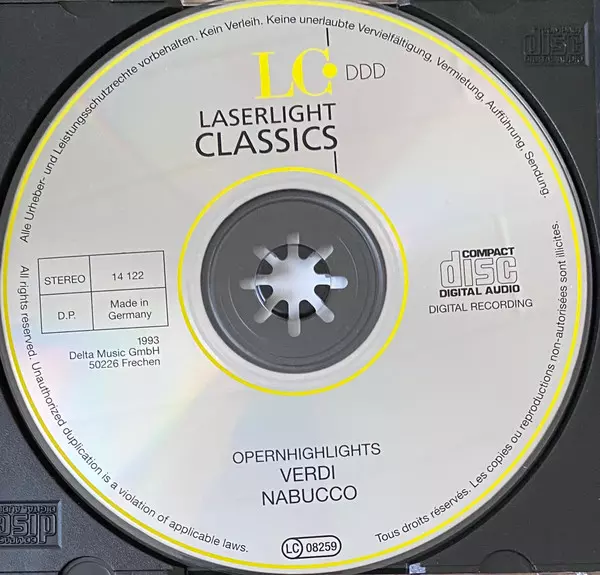 Alle Urheber- und Leistungsschutzrechte vorbehalten. Kein Verleih. Keine unerlaubte Vervielfältigung, Vermietung, Aufführung, Sendung.
LC DDD
LASERLIGHT
CLASSICS
STEREO 14 122
D.P. Made in
Germany
1993
Delta Music GmbH
50226 Frechen
COMPACT
disc
DIGITAL AUDIO
DIGITAL RECORDING
OPERNHIGHLIGHTS
VERDI
NABUCCO
LC 08259
All rights reserved. Unauthorized duplication is a violation of applicable laws.
Tous droits réservés. Les copies ou reproductions non-autorisées sont illicites.
disc
disc